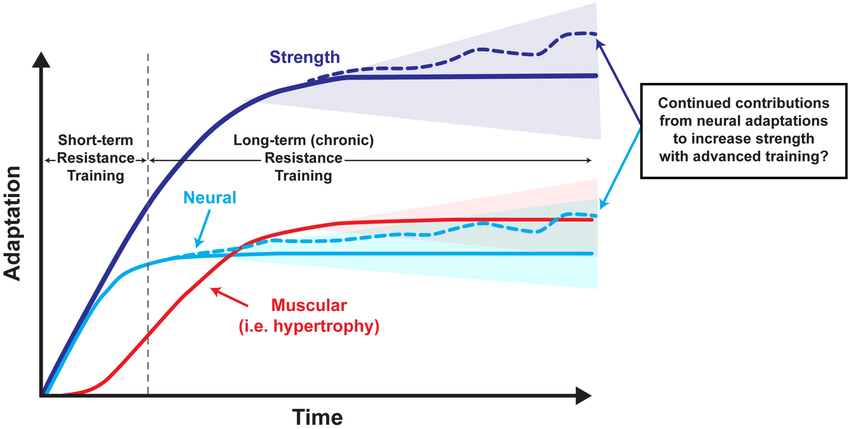 Strength
Continued contributions
from neural adaptations
to increase strength
with advanced training?
Short-term
Resistance
Training
Long-term (chronic)
Resistance
Training
Neural
Adaptation
Muscular
(i.e. hypertrophy)
Time